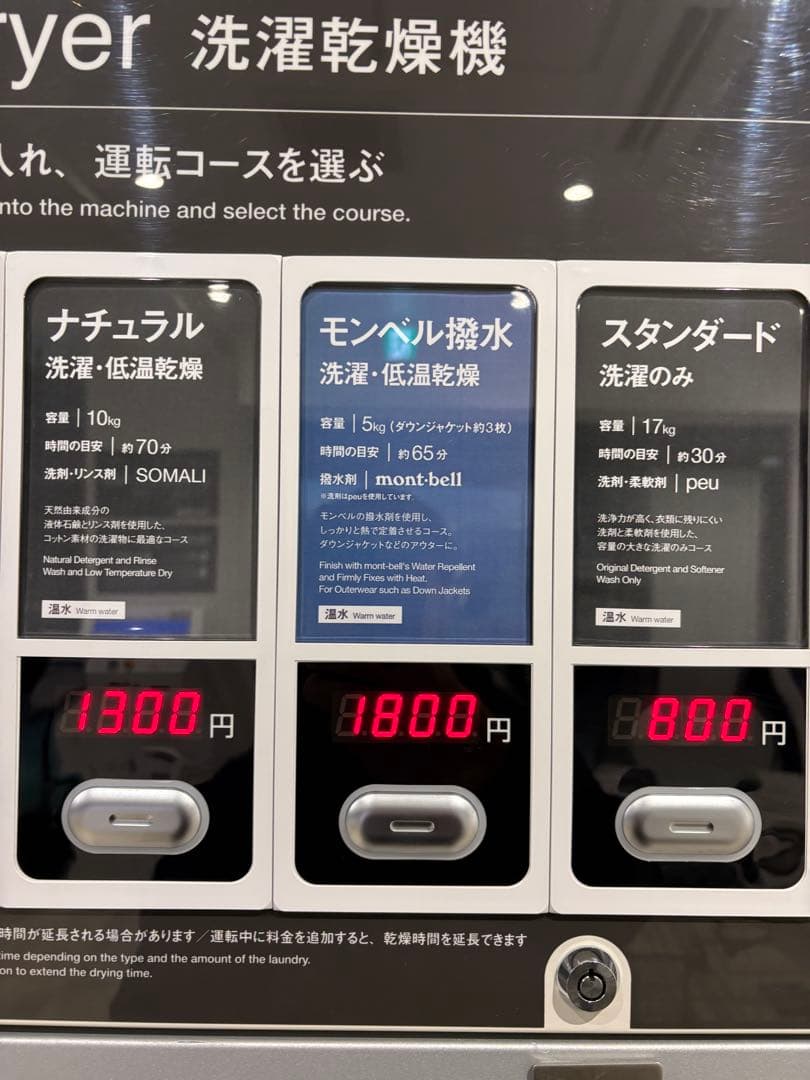 ryer 洗濯乾燥機
入れ、運転コースを選ぶ
into the machine and select the course.
ナチュラル
洗濯・低温乾燥
容量 | 10kg
時間の目安 | 約70分
洗剤・リンス剤 | SOMALI
天然由来成分の
液体石鹸とリンス剤を使用した、
コットン素材の洗濯物に最適なコース
Natural Detergent and Rinse
Wash and Low Temperature Dry
温水 Warm water
1300円
モンベル撥水
洗濯・低温乾燥
容量 | 5kg (ダウンジャケット約3枚)
時間の目安 | 約65分
撥水剤 | mont-bell
※洗剤はpeuを使用しています。
モンベルの撥水剤を使用し、
しっかりと熱で定着させるコース。
ダウンジャケットなどのアウターに。
Finish with mont-bell's Water Repellent
and Firmly Fixes with Heat.
For Outerwear such as Down Jackets
温水 Warm water
1800円
スタンダード
洗濯のみ
容量 | 17kg
時間の目安 | 約30分
洗剤・柔軟剤 | peu
洗浄力が高く、衣類に残りにくい
洗剤と柔軟剤を使用した、
容量の大きな洗濯のみコース
Original Detergent and Softener
Wash Only
温水 Warm water
800円
時間が延長される場合があります／運転中に料金を追加すると、乾燥時間を延長できます
time depending on the type and the amount of the laundry.
on to extend the drying time.